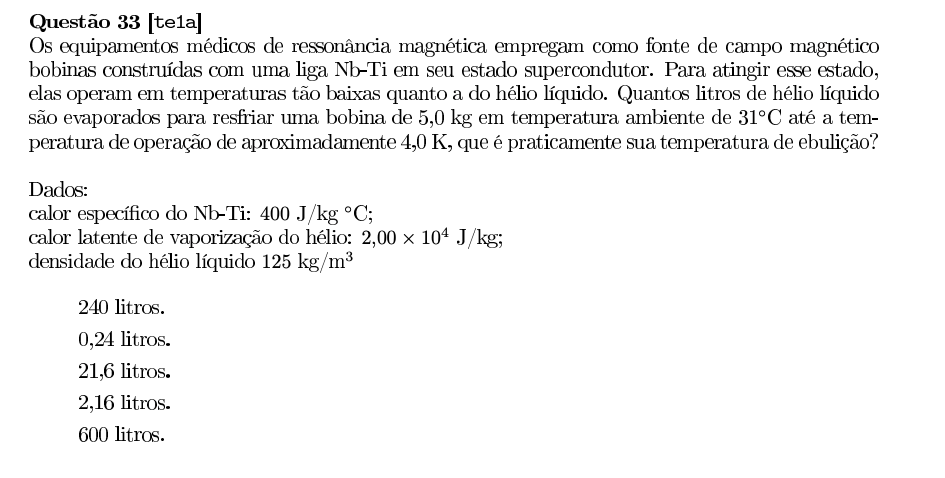 Questão 33 [te1a]
Os equipamentos médicos de ressonância magnética empregam como fonte de campo magnético
bobinas construídas com uma liga Nb-Ti em seu estado supercondutor. Para atingir esse estado,
elas operam em temperaturas tão baixas quanto a do hélio líquido. Quantos litros de hélio líquido
são evaporados para resfriar uma bobina de 5,0 kg em temperatura ambiente de 31°C até a tem-
peratura de operação de aproximadamente 4,0 K, que é praticamente sua temperatura de ebulição?
Dados:
calor específico do Nb-Ti: 400 J/kg °C;
calor latente de vaporização do hélio: 2,00 × 10⁴ J/kg;
densidade do hélio líquido 125 kg/m³
240 litros.
0,24 litros.
21,6 litros.
2,16 litros.
600 litros.